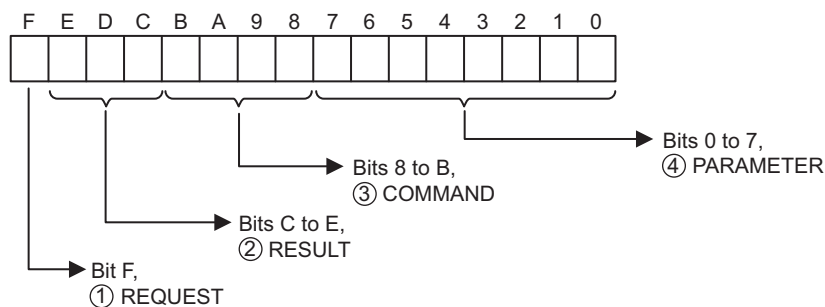 F E D C B A 9 8 7 6 5 4 3 2 1 0
Bits 0 to 7,
④ PARAMETER
Bits 8 to B,
③ COMMAND
Bits C to E,
② RESULT
Bit F,
① REQUEST